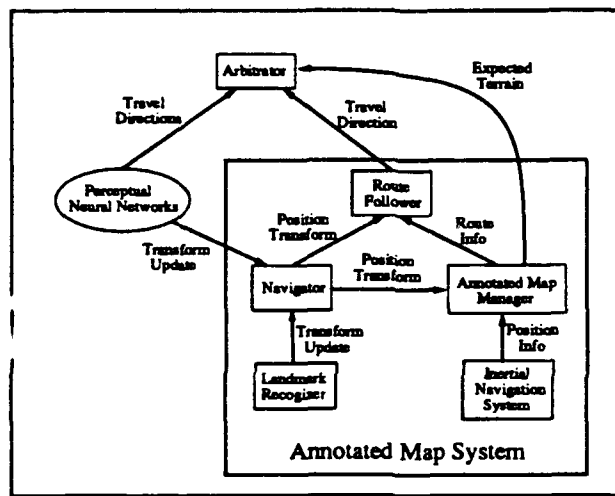 Arbitrator
Expected
Terrain
Travel
Directions
Travel
Direction
Perceptual
Neural Networks
Route
Follower
Position
Transform
Route
Info
Transform
Update
Navigator
Position
Transform
Annotated Map
Manager
Transform
Update
Position
Info
Landmark
Recogizer
Inertial
Navigation
System
Annotated Map System